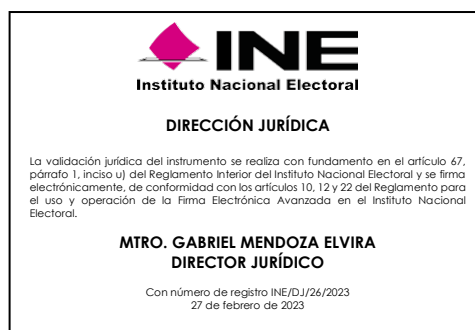 INE
Instituto Nacional Electoral
DIRECCIÓN JURÍDICA
La validación jurídica del instrumento se realiza con fundamento en el artículo 67,
párrafo 1, inciso u) del Reglamento Interior del Instituto Nacional Electoral y se firma
electrónicamente, de conformidad con los artículos 10, 12 y 22 del Reglamento para
el uso y operación de la Firma Electrónica Avanzada en el Instituto Nacional
Electoral.
MTRO. GABRIEL MENDOZA ELVIRA
DIRECTOR JURÍDICO
Con número de registro INE/DJ/26/2023
27 de febrero de 2023